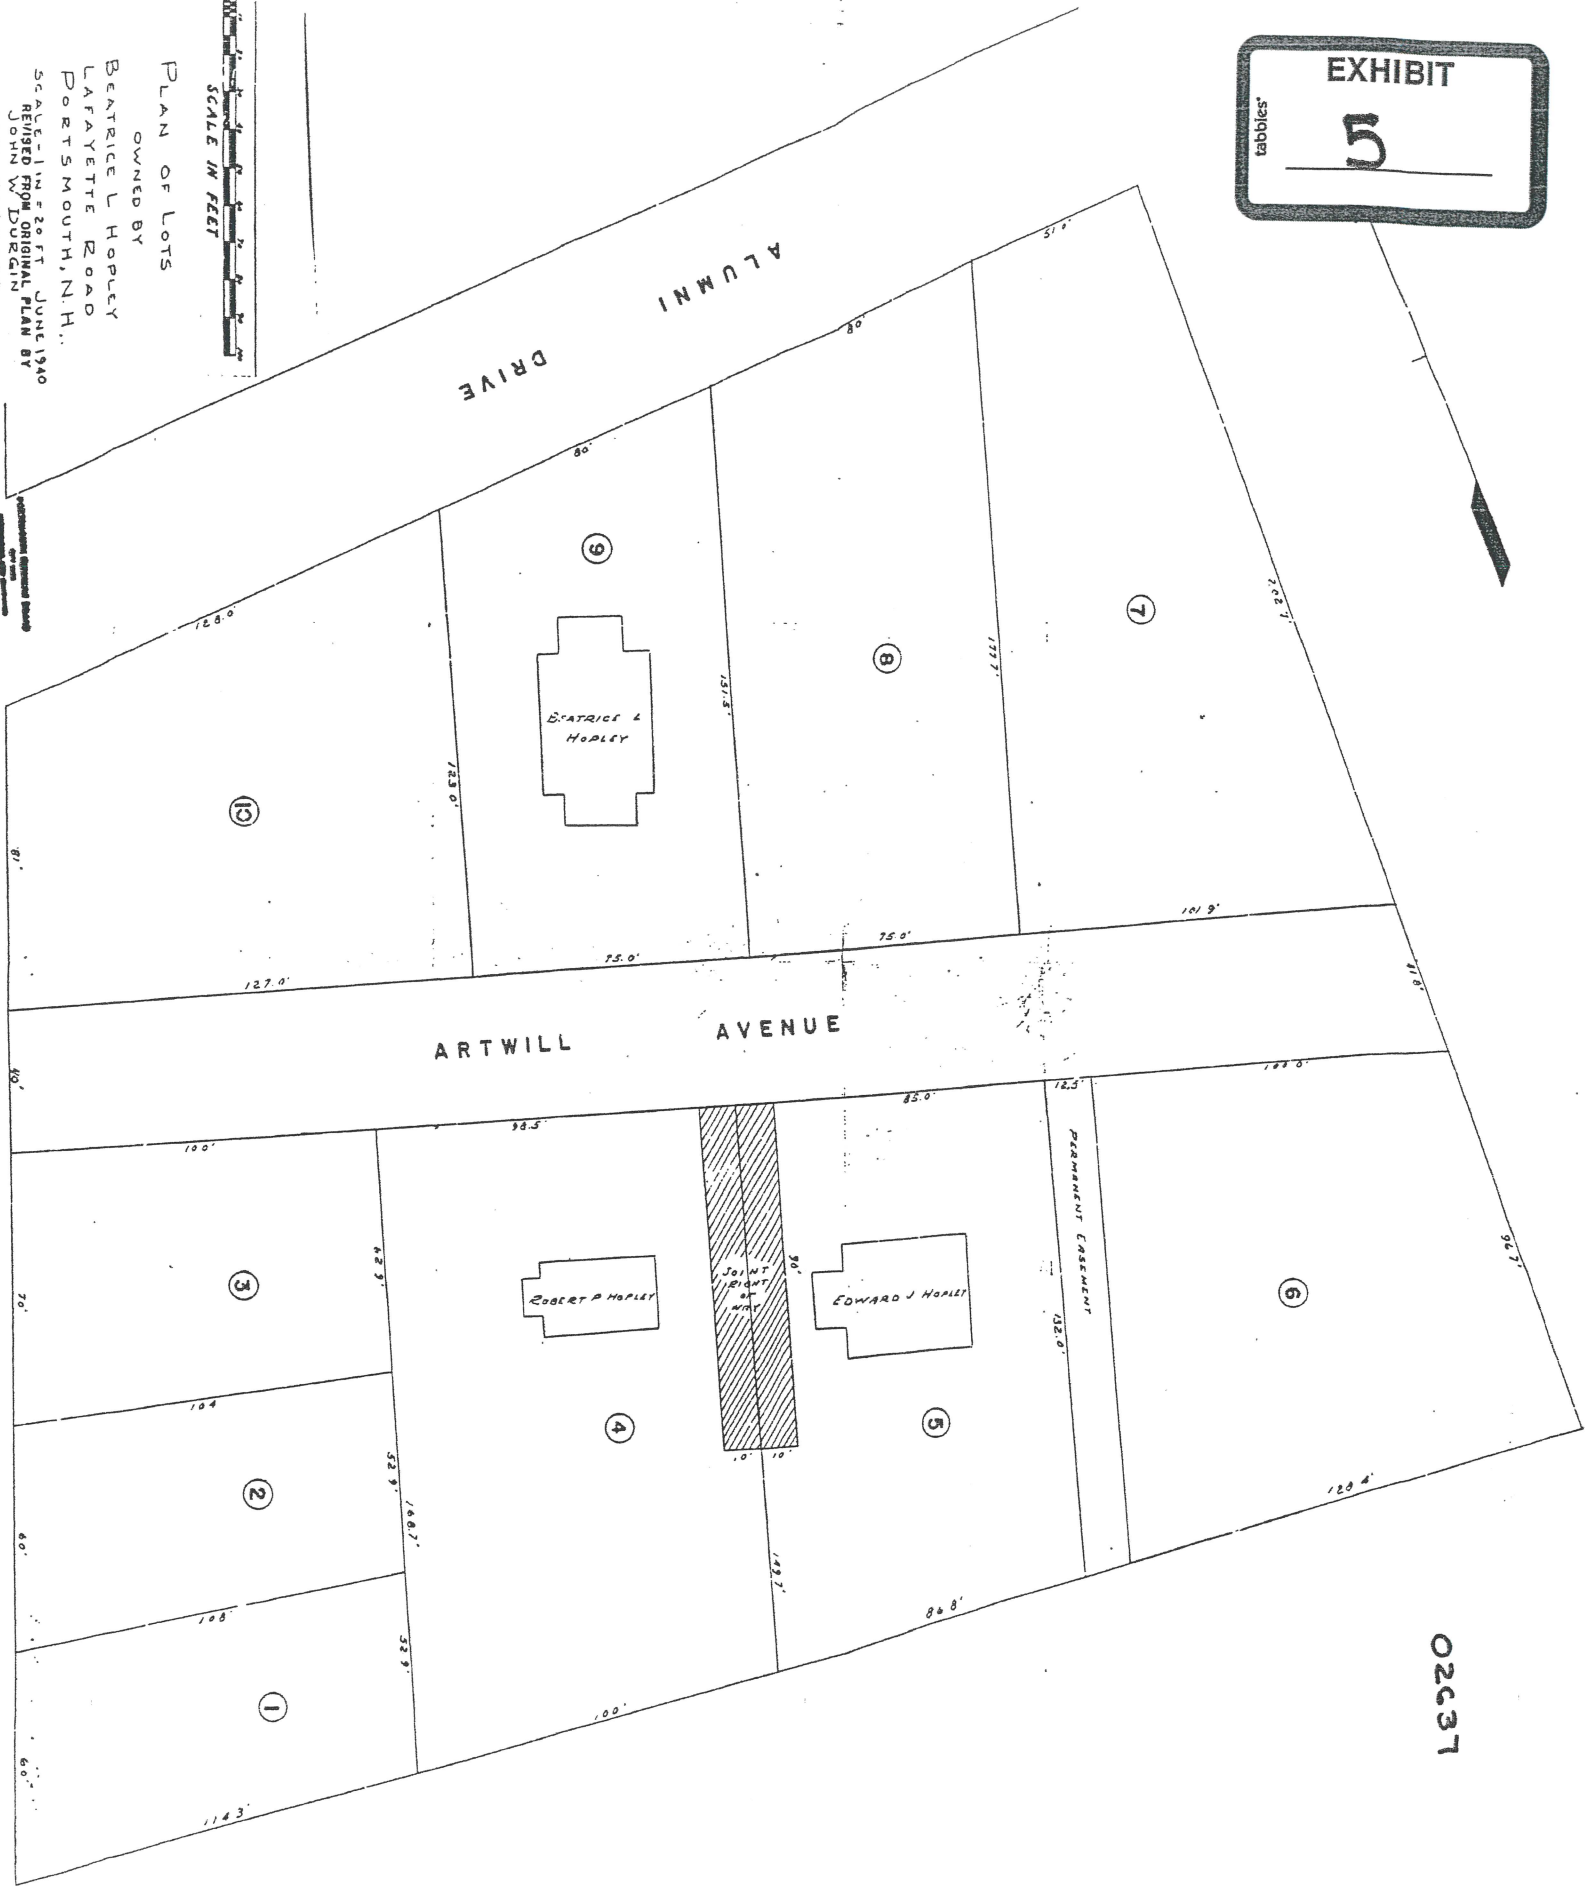 EXHIBIT
5
tabbies'
SCALE IN FEET
PLAN OF LOTS
OWNED BY
BEATRICE L HOPLEY
LAFAYETTE ROAD
PORTSMOUTH, N. H.
SCALE - 1 IN = 20 FT JUNE 1940
REVISED FROM ORIGINAL PLAN BY
JOHN W DURGIN
ALUMNI DRIVE
51.0'
80'
80'
128.0'
7
202.1'
177.7'
8
151.5'
9
BEATRICE L
HOPLEY
123.0'
10
81'
127.0'
75.0'
75.0'
101.9'
41.8'
ARTWILL AVENUE
40'
100'
98.5'
85.0'
12.5'
100.0'
3
62.9'
70'
104
2
52.9'
168.7'
60'
108
1
52.9'
60'
114.3'
ROBERT P HOPLEY
4
JOINT
RIGHT
OF
WAY
90'
10' 10'
EDWARD J HOPLEY
5
149.7'
132.0'
PERMANENT EASEMENT
6
96.7'
128.4'
86.8'
100'
02637